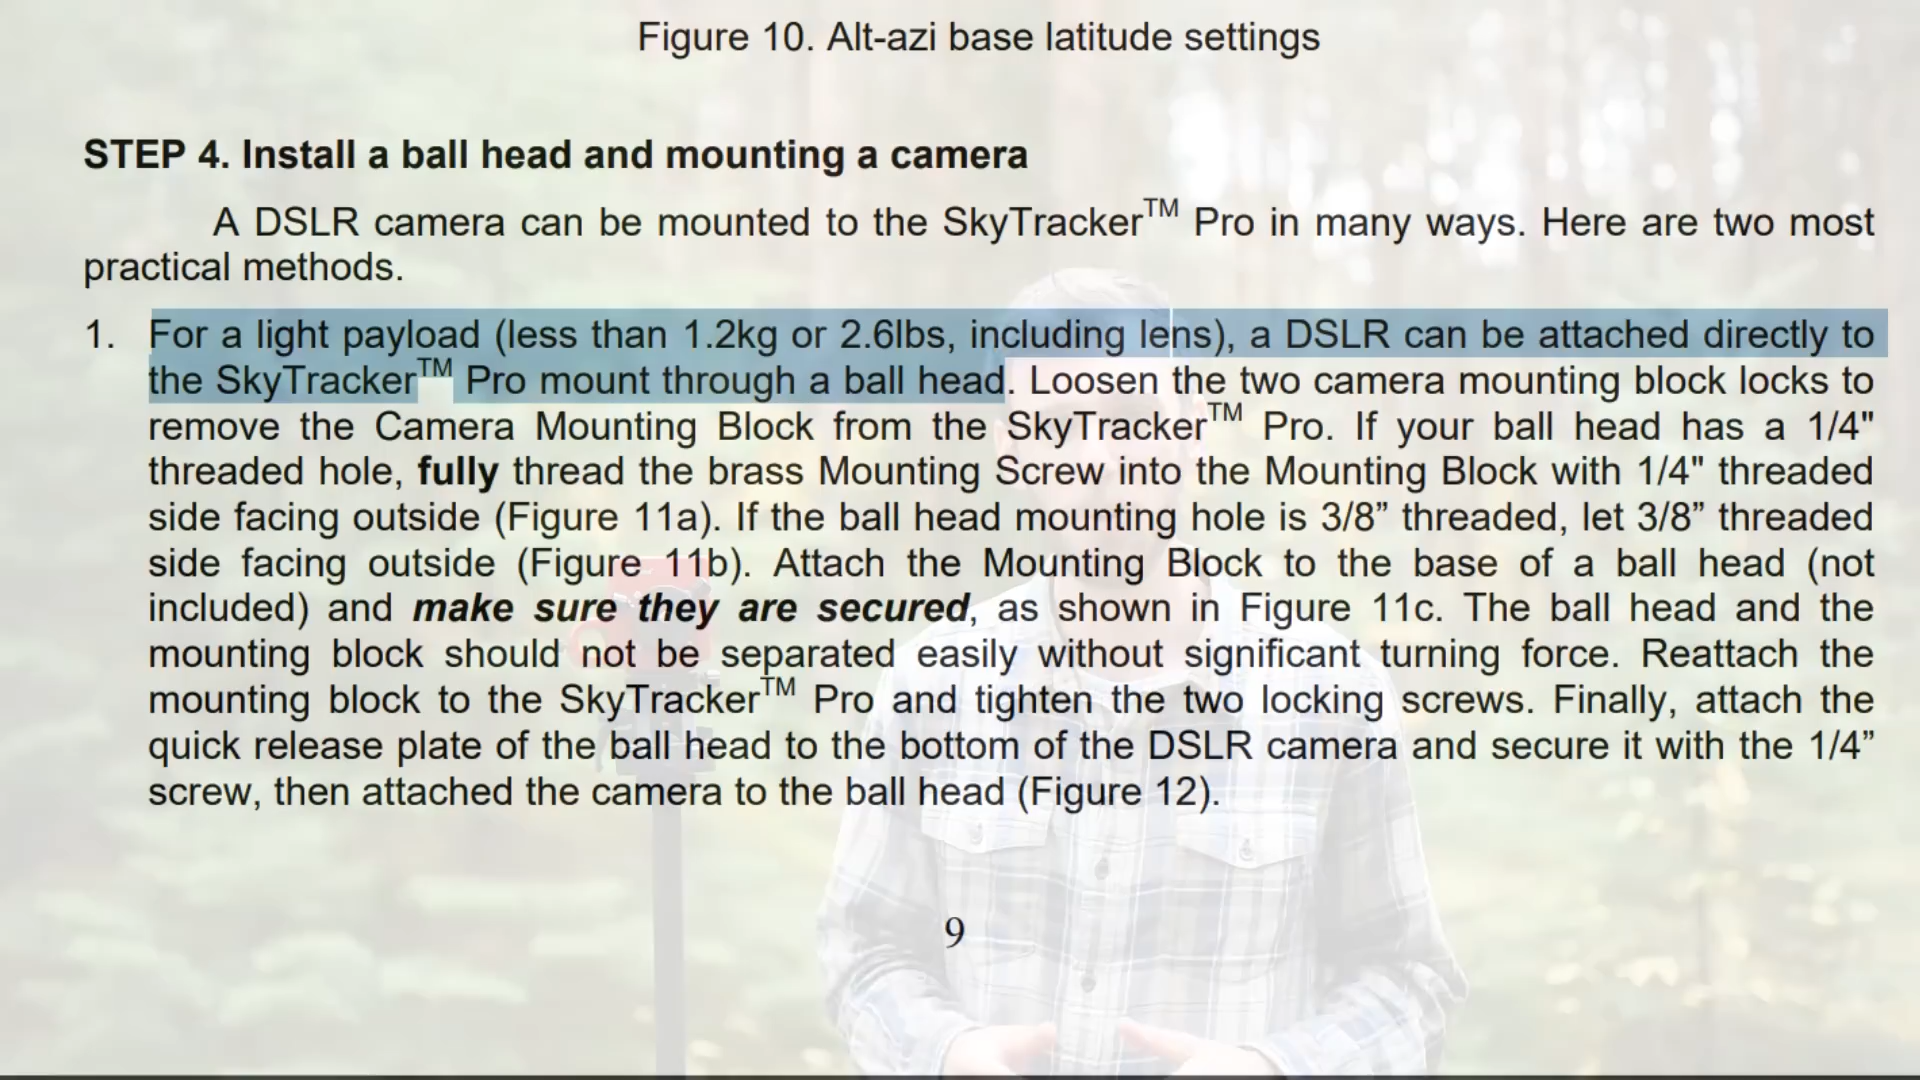 Figure 10. Alt-azi base latitude settings
STEP 4. Install a ball head and mounting a camera
A DSLR camera can be mounted to the SkyTracker™ Pro in many ways. Here are two most
practical methods.
1. For a light payload (less than 1.2kg or 2.6lbs, including lens), a DSLR can be attached directly to
the SkyTracker™ Pro mount through a ball head. Loosen the two camera mounting block locks to
remove the Camera Mounting Block from the SkyTracker™ Pro. If your ball head has a 1/4"
threaded hole, fully thread the brass Mounting Screw into the Mounting Block with 1/4" threaded
side facing outside (Figure 11a). If the ball head mounting hole is 3/8” threaded, let 3/8” threaded
side facing outside (Figure 11b). Attach the Mounting Block to the base of a ball head (not
included) and make sure they are secured, as shown in Figure 11c. The ball head and the
mounting block should not be separated easily without significant turning force. Reattach the
mounting block to the SkyTracker™ Pro and tighten the two locking screws. Finally, attach the
quick release plate of the ball head to the bottom of the DSLR camera and secure it with the 1/4”
screw, then attached the camera to the ball head (Figure 12).
9